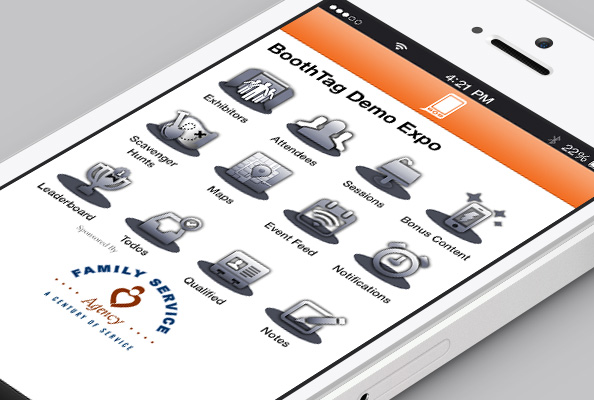 4:21 PM
22%
BoothTag Demo Expo
Exhibitors
Attendees
Sessions
Bonus Content
Scavenger
Hunts
Maps
Event Feed
Notifications
Leaderboard
Todos
Qualified
Notes
Sponsored By
FAMILY SERVICE
Agency
A CENTURY OF SERVICE